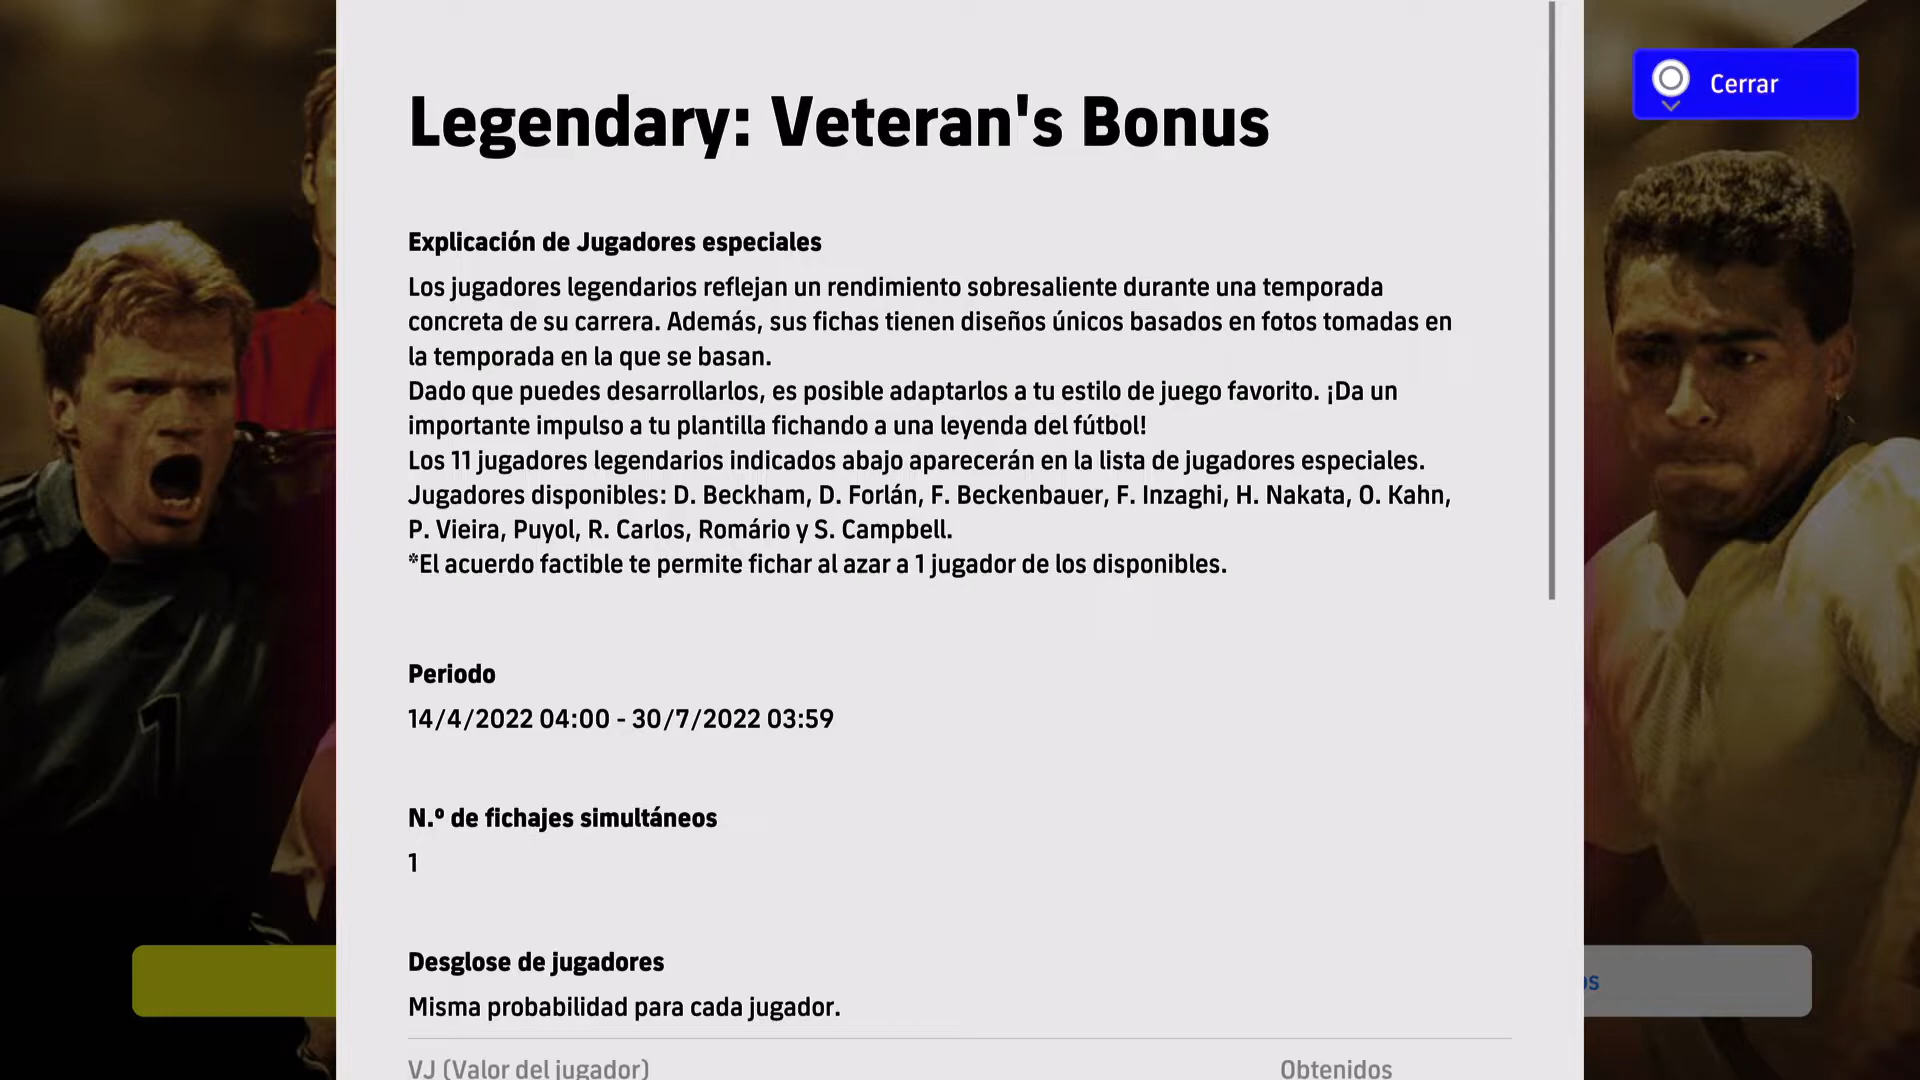 Legendary: Veteran's Bonus
Cerrar
Explicación de Jugadores especiales
Los jugadores legendarios reflejan un rendimiento sobresaliente durante una temporada
concreta de su carrera. Además, sus fichas tienen diseños únicos basados en fotos tomadas en
la temporada en la que se basan.
Dado que puedes desarrollarlos, es posible adaptarlos a tu estilo de juego favorito. ¡Da un
importante impulso a tu plantilla fichando a una leyenda del fútbol!
Los 11 jugadores legendarios indicados abajo aparecerán en la lista de jugadores especiales.
Jugadores disponibles: D. Beckham, D. Forlán, F. Beckenbauer, F. Inzaghi, H. Nakata, O. Kahn,
P. Vieira, Puyol, R. Carlos, Romário y S. Campbell.
*El acuerdo factible te permite fichar al azar a 1 jugador de los disponibles.
Periodo
14/4/2022 04:00 - 30/7/2022 03:59
N.º de fichajes simultáneos
1
Desglose de jugadores
Misma probabilidad para cada jugador.
VJ (Valor del jugador) Obtenidos
1